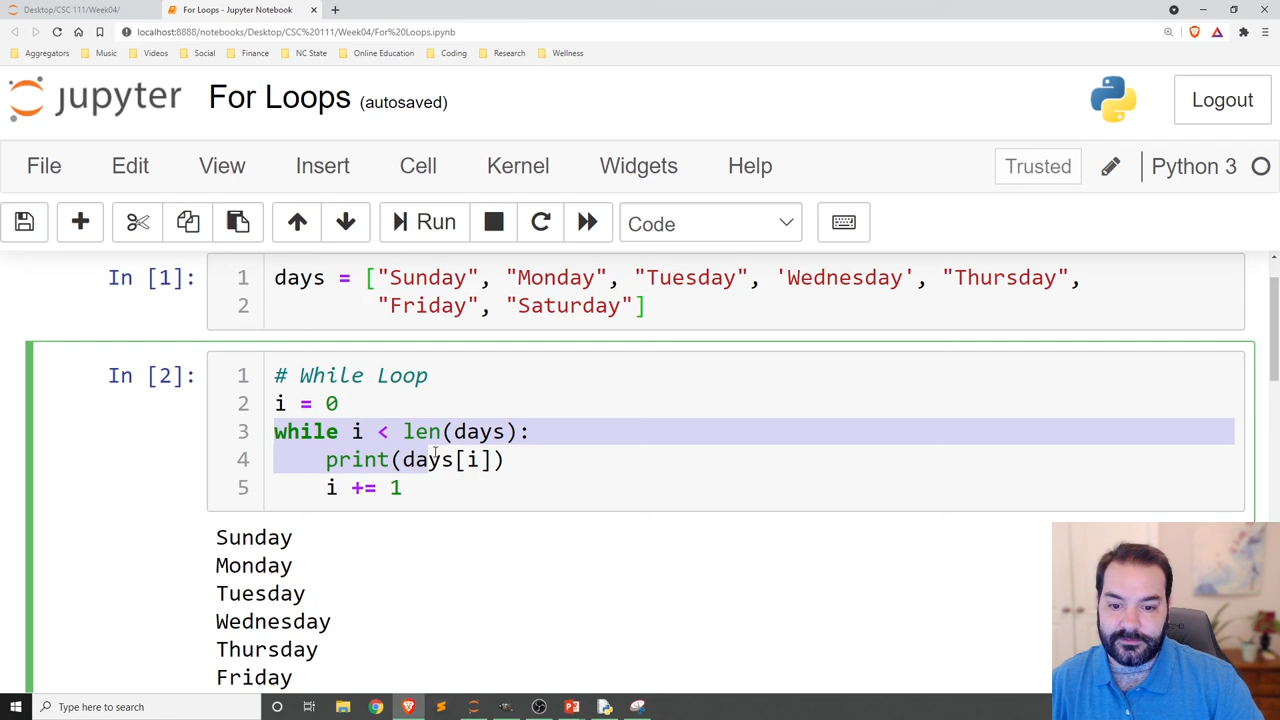 Desktop/CSC 111/Week04/
For Loops - Jupyter Notebook
localhost:8888/notebooks/Desktop/CSC%20111/Week04/For%20Loops.ipynb
Aggregators Music Videos Social Finance NC State Online Education Coding Research Wellness
jupyter For Loops (autosaved) Logout
File Edit View Insert Cell Kernel Widgets Help Trusted Python 3
Run Code
In [1]: 1 days = ["Sunday", "Monday", "Tuesday", 'Wednesday', "Thursday",
2 "Friday", "Saturday"]
In [2]: 1 # While Loop
2 i = 0
3 while i < len(days):
4 print(days[i])
5 i += 1
Sunday
Monday
Tuesday
Wednesday
Thursday
Friday
Type here to search